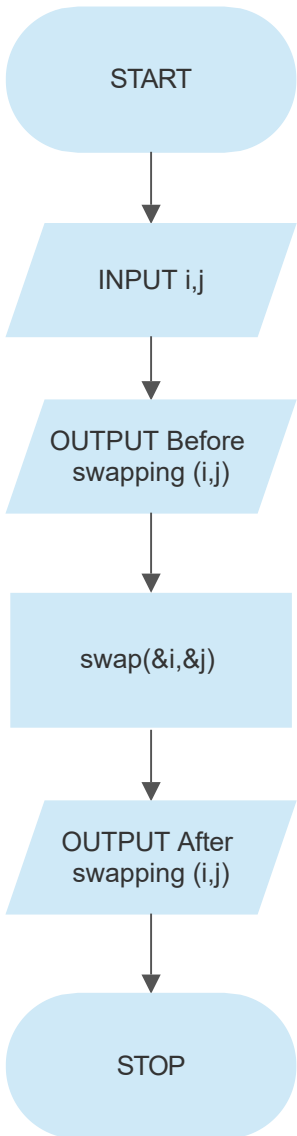 START
INPUT i,j
OUTPUT Before
swapping (i,j)
swap(&i,&j)
OUTPUT After
swapping (i,j)
STOP